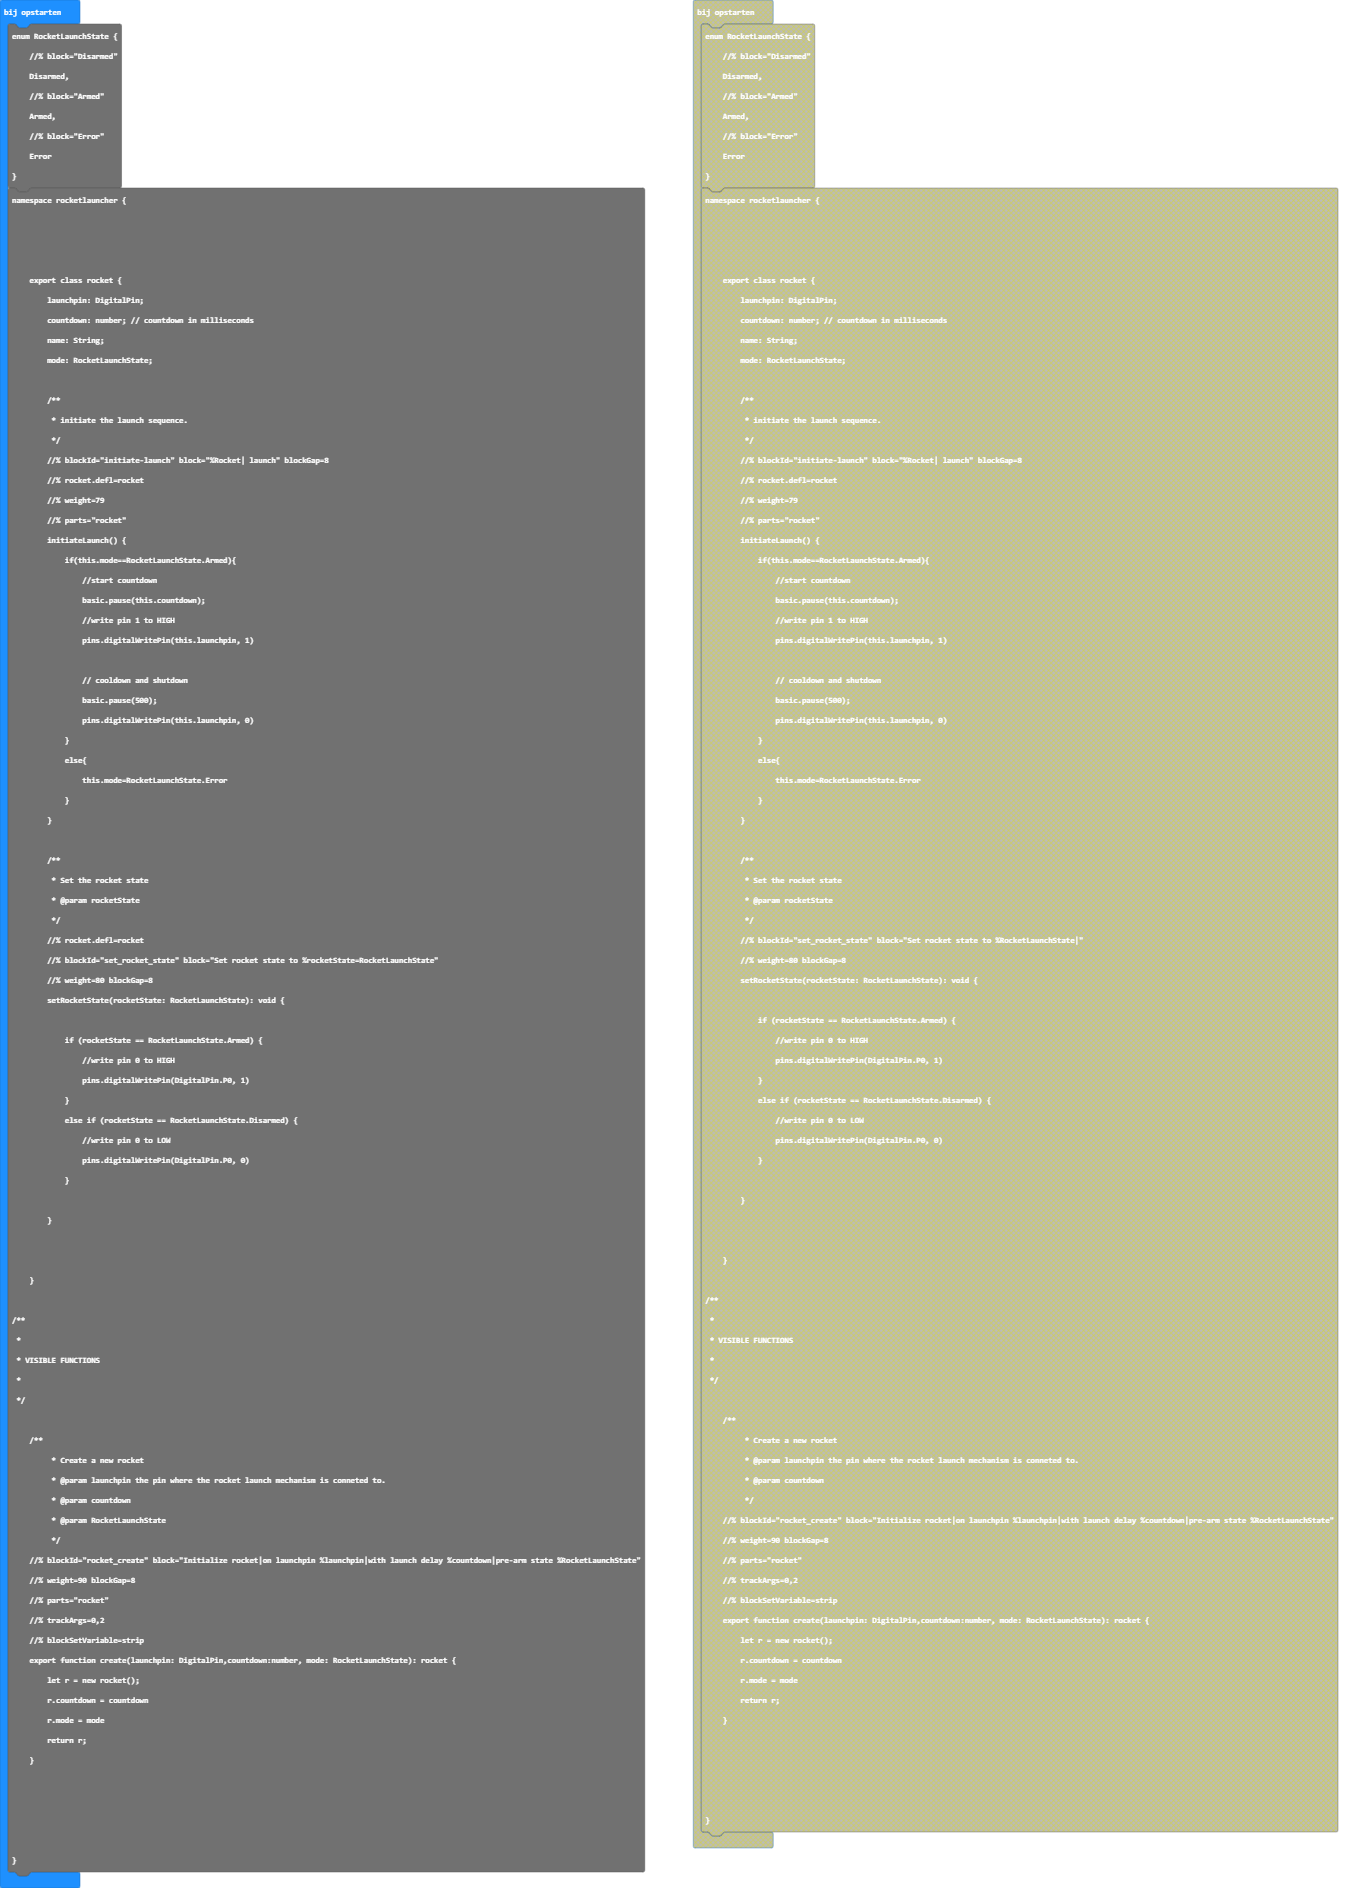 bij opstarten
enum RocketLaunchState {
//% block="Disarmed"
Disarmed,
//% block="Armed"
Armed,
//% block="Error"
Error
}
namespace rocketlauncher {
export class rocket {
launchpin: DigitalPin;
countdown: number; // countdown in milliseconds
name: String;
mode: RocketLaunchState;
/**
* initiate the launch sequence.
*/
//% blockId="initiate-launch" block="%Rocket| launch" blockGap=8
//% rocket.defl=rocket
//% weight=79
//% parts="rocket"
initiateLaunch() {
if(this.mode==RocketLaunchState.Armed){
//start countdown
basic.pause(this.countdown);
//write pin 1 to HIGH
pins.digitalWritePin(this.launchpin, 1)
// cooldown and shutdown
basic.pause(500);
pins.digitalWritePin(this.launchpin, 0)
}
else{
this.mode=RocketLaunchState.Error
}
}
/**
* Set the rocket state
* @param rocketState
*/
//% rocket.defl=rocket
//% blockId="set_rocket_state" block="Set rocket state to %rocketState=RocketLaunchState"
//% weight=80 blockGap=8
setRocketState(rocketState: RocketLaunchState): void {
if (rocketState == RocketLaunchState.Armed) {
//write pin 0 to HIGH
pins.digitalWritePin(DigitalPin.P0, 1)
}
else if (rocketState == RocketLaunchState.Disarmed) {
//write pin 0 to LOW
pins.digitalWritePin(DigitalPin.P0, 0)
}
}
}
/**
*
* VISIBLE FUNCTIONS
*
*/
/**
* Create a new rocket
* @param launchpin the pin where the rocket launch mechanism is conneted to.
* @param countdown
* @param RocketLaunchState
*/
//% blockId="rocket_create" block="Initialize rocket|on launchpin %launchpin|with launch delay %countdown|pre-arm state %RocketLaunchState"
//% weight=90 blockGap=8
//% parts="rocket"
//% trackArgs=0,2
//% blockSetVariable=strip
export function create(launchpin: DigitalPin,countdown:number, mode: RocketLaunchState): rocket {
let r = new rocket();
r.countdown = countdown
r.mode = mode
return r;
}
}
bij opstarten
enum RocketLaunchState {
//% block="Disarmed"
Disarmed,
//% block="Armed"
Armed,
//% block="Error"
Error
}
namespace rocketlauncher {
export class rocket {
launchpin: DigitalPin;
countdown: number; // countdown in milliseconds
name: String;
mode: RocketLaunchState;
/**
* initiate the launch sequence.
*/
//% blockId="initiate-launch" block="%Rocket| launch" blockGap=8
//% rocket.defl=rocket
//% weight=79
//% parts="rocket"
initiateLaunch() {
if(this.mode==RocketLaunchState.Armed){
//start countdown
basic.pause(this.countdown);
//write pin 1 to HIGH
pins.digitalWritePin(this.launchpin, 1)
// cooldown and shutdown
basic.pause(500);
pins.digitalWritePin(this.launchpin, 0)
}
else{
this.mode=RocketLaunchState.Error
}
}
/**
* Set the rocket state
* @param rocketState
*/
//% blockId="set_rocket_state" block="Set rocket state to %RocketLaunchState|"
//% weight=80 blockGap=8
setRocketState(rocketState: RocketLaunchState): void {
if (rocketState == RocketLaunchState.Armed) {
//write pin 0 to HIGH
pins.digitalWritePin(DigitalPin.P0, 1)
}
else if (rocketState == RocketLaunchState.Disarmed) {
//write pin 0 to LOW
pins.digitalWritePin(DigitalPin.P0, 0)
}
}
}
/**
*
* VISIBLE FUNCTIONS
*
*/
/**
* Create a new rocket
* @param launchpin the pin where the rocket launch mechanism is conneted to.
* @param countdown
*/
//% blockId="rocket_create" block="Initialize rocket|on launchpin %launchpin|with launch delay %countdown|pre-arm state %RocketLaunchState"
//% weight=90 blockGap=8
//% parts="rocket"
//% trackArgs=0,2
//% blockSetVariable=strip
export function create(launchpin: DigitalPin,countdown:number, mode: RocketLaunchState): rocket {
let r = new rocket();
r.countdown = countdown
r.mode = mode
return r;
}
}